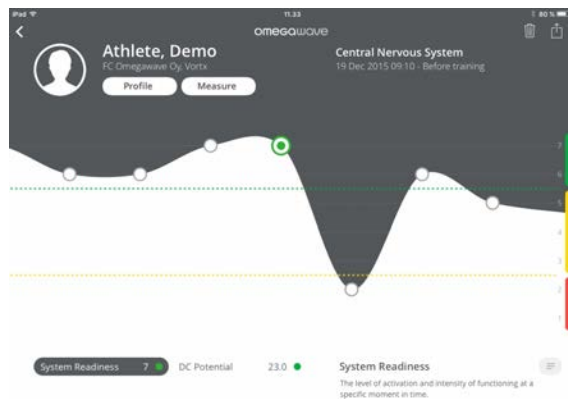 iPad
11.33
80 %
omegawave
Athlete, Demo
FC Omegawave Oy, Vortx
Profile
Measure
Central Nervous System
19 Dec 2015 09:10 - Before training
7
6
5
4
3
2
1
System Readiness 7
DC Potential 23.0
System Readiness
The level of activation and intensity of functioning at a
specific moment in time.